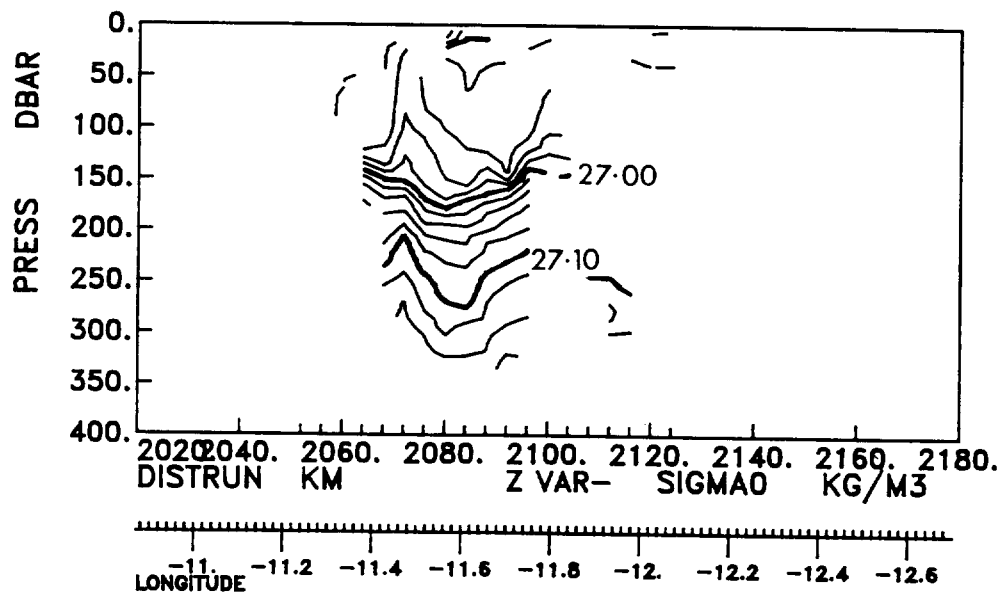 0.
50.
100.
150.
200.
250.
300.
350.
400.
PRESS DBAR
27·00
27·10
2020. 2040. 2060. 2080. 2100. 2120. 2140. 2160. 2180.
DISTRUN KM Z VAR- SIGMA0 KG/M3
-11. -11.2 -11.4 -11.6 -11.8 -12. -12.2 -12.4 -12.6
LONGITUDE